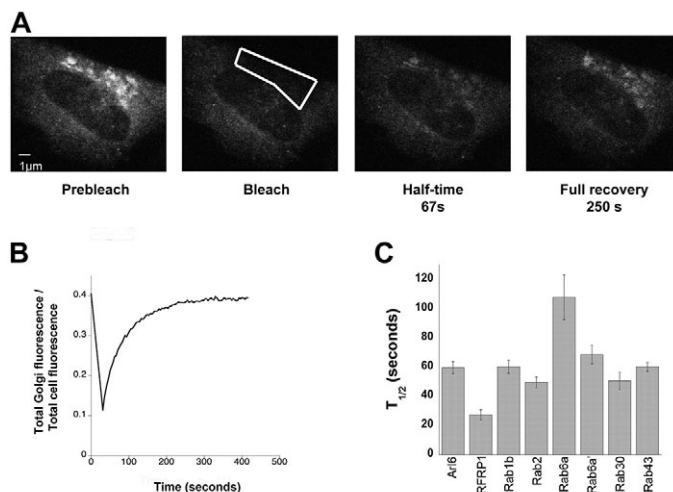 A
1µm
Prebleach
Bleach
Half-time
67s
Full recovery
250 s
B
Total Golgi fluorescence /
Total cell fluorescence
0.4
0.3
0.2
0.1
0
0 100 200 300 400 500
Time (seconds)
C
T1/2 (seconds)
120
100
80
60
40
20
0
Arl6
RFRP1
Rab1b
Rab2
Rab6a
Rab6a'
Rab30
Rab43